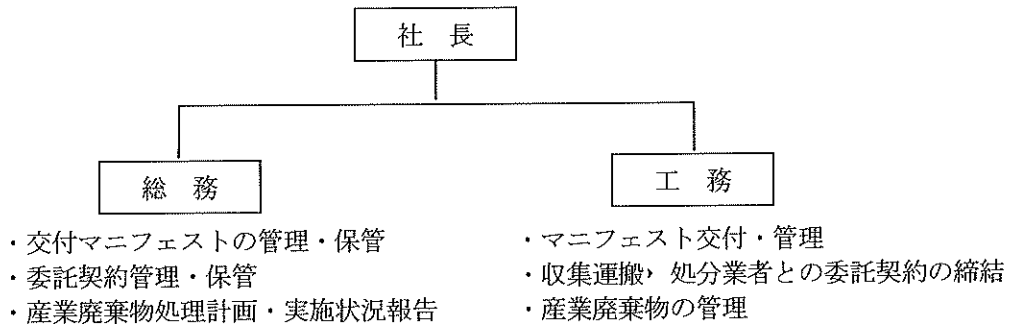 社 長
総 務
・交付マニフェストの管理・保管
・委託契約管理・保管
・産業廃棄物処理計画・実施状況報告
工 務
・マニフェスト交付・管理
・収集運搬，処分業者との委託契約の締結
・産業廃棄物の管理